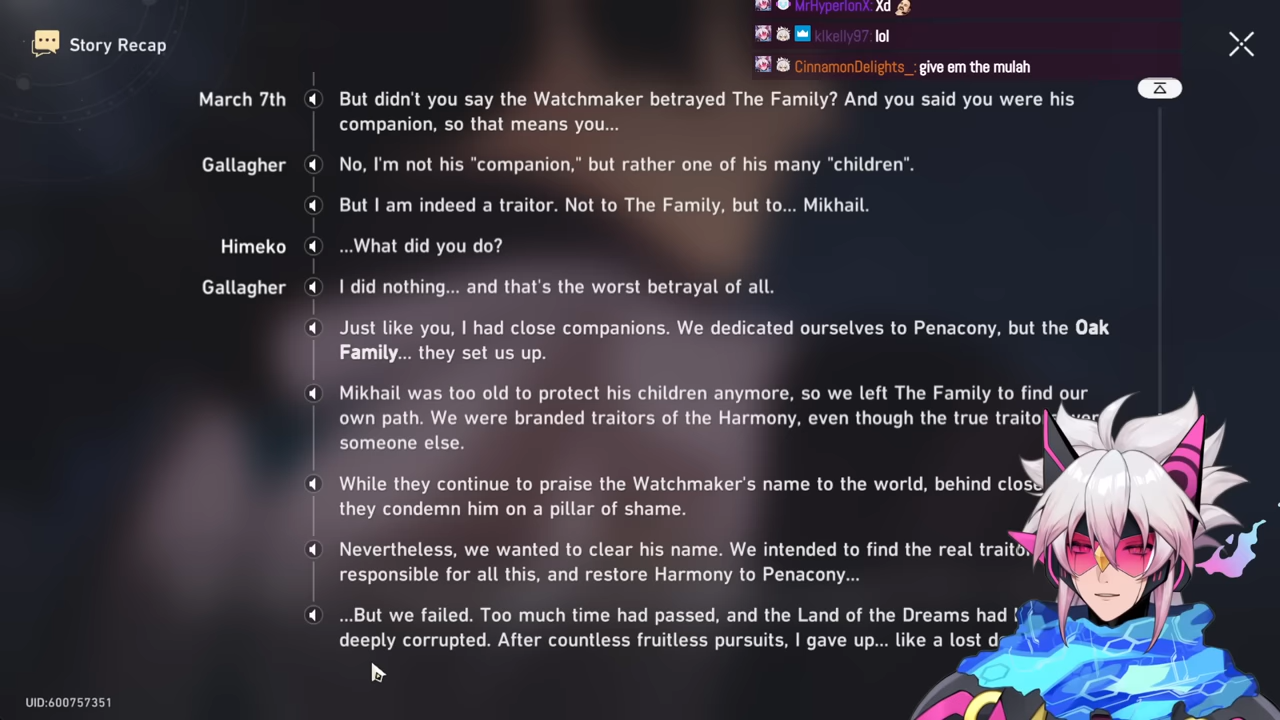 MrHyperIonX: Xd
Story Recap
klkelly97: lol
CinnamonDelights_: give em the mulah
March 7th
But didn't you say the Watchmaker betrayed The Family? And you said you were his
companion, so that means you...
Gallagher
No, I'm not his "companion," but rather one of his many "children".
But I am indeed a traitor. Not to The Family, but to... Mikhail.
Himeko
...What did you do?
Gallagher
I did nothing... and that's the worst betrayal of all.
Just like you, I had close companions. We dedicated ourselves to Penacony, but the Oak
Family... they set us up.
Mikhail was too old to protect his children anymore, so we left The Family to find our
own path. We were branded traitors of the Harmony, even though the true
someone else.
While they continue to praise the Watchmaker's name to the world, behind
they condemn him on a pillar of shame.
Nevertheless, we wanted to clear his name. We intended to find the real
responsible for all this, and restore Harmony to Penacony...
...But we failed. Too much time had passed, and the Land of the Dreams had
deeply corrupted. After countless fruitless pursuits, I gave up... like a lost
UID:600757351